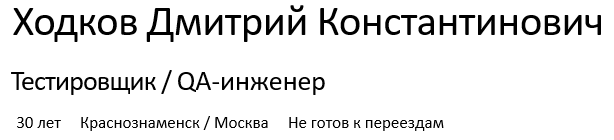 Ходков Дмитрий Константинович
Тестировщик / QA-инженер
30 лет Краснознаменск / Москва Не готов к переездам